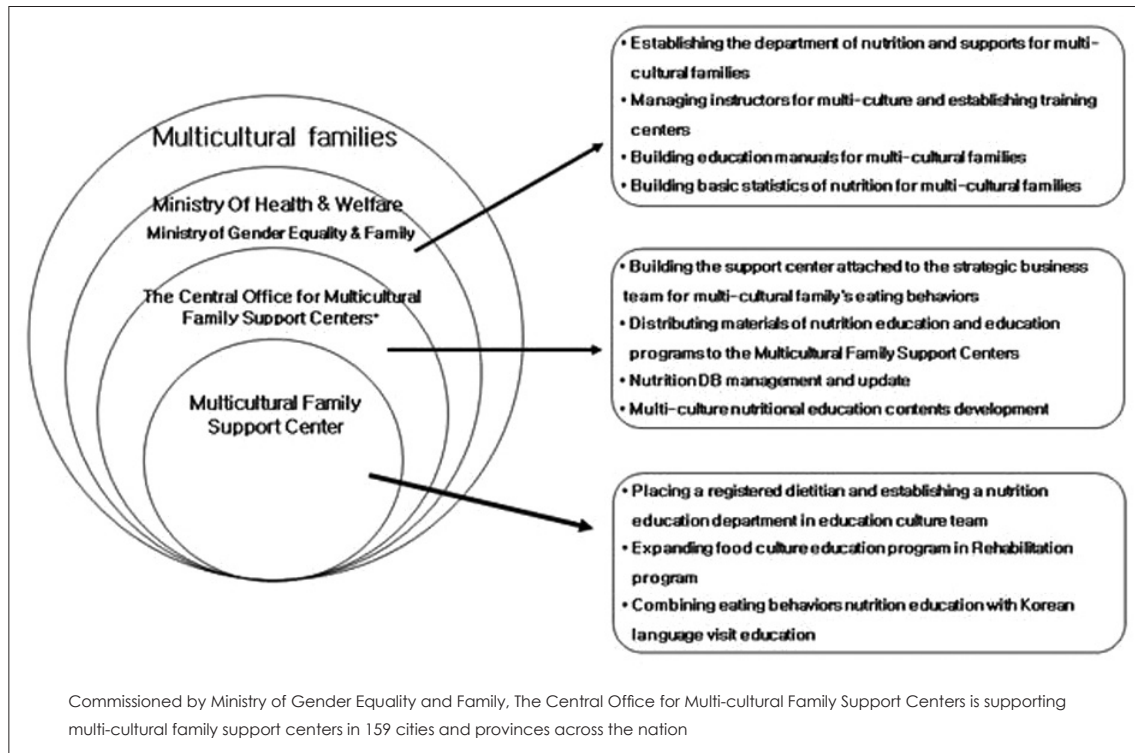 Multicultural families
Ministry Of Health & Welfare
Ministry of Gender Equality & Family
The Central Office for Multicultural
Family Support Centers*
Multicultural Family
Support Center
• Establishing the department of nutrition and supports for multi-
cultural families
• Managing instructors for multi-culture and establishing training
centers
• Building education manuals for multi-cultural families
• Building basic statistics of nutrition for multi-cultural families
• Building the support center attached to the strategic business
team for multi-cultural family's eating behaviors
• Distributing materials of nutrition education and education
programs to the Multicultural Family Support Centers
• Nutrition DB management and update
• Multi-culture nutritional education contents development
• Placing a registered dietitian and establishing a nutrition
education department in education culture team
• Expanding food culture education program in Rehabilitation
program
• Combining eating behaviors nutrition education with Korean
language visit education
Commissioned by Ministry of Gender Equality and Family, The Central Office for Multi-cultural Family Support Centers is supporting
multi-cultural family support centers in 159 cities and provinces across the nation